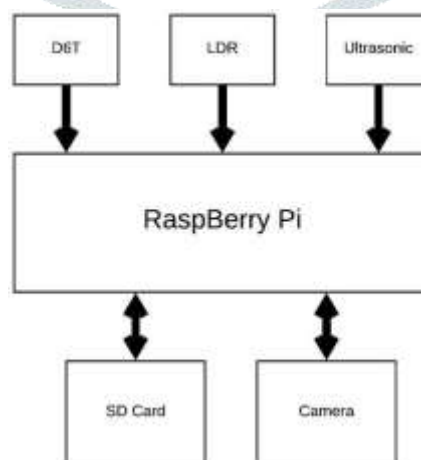 D6T
LDR
Ultrasonic
RaspBerry Pi
SD Card
Camera